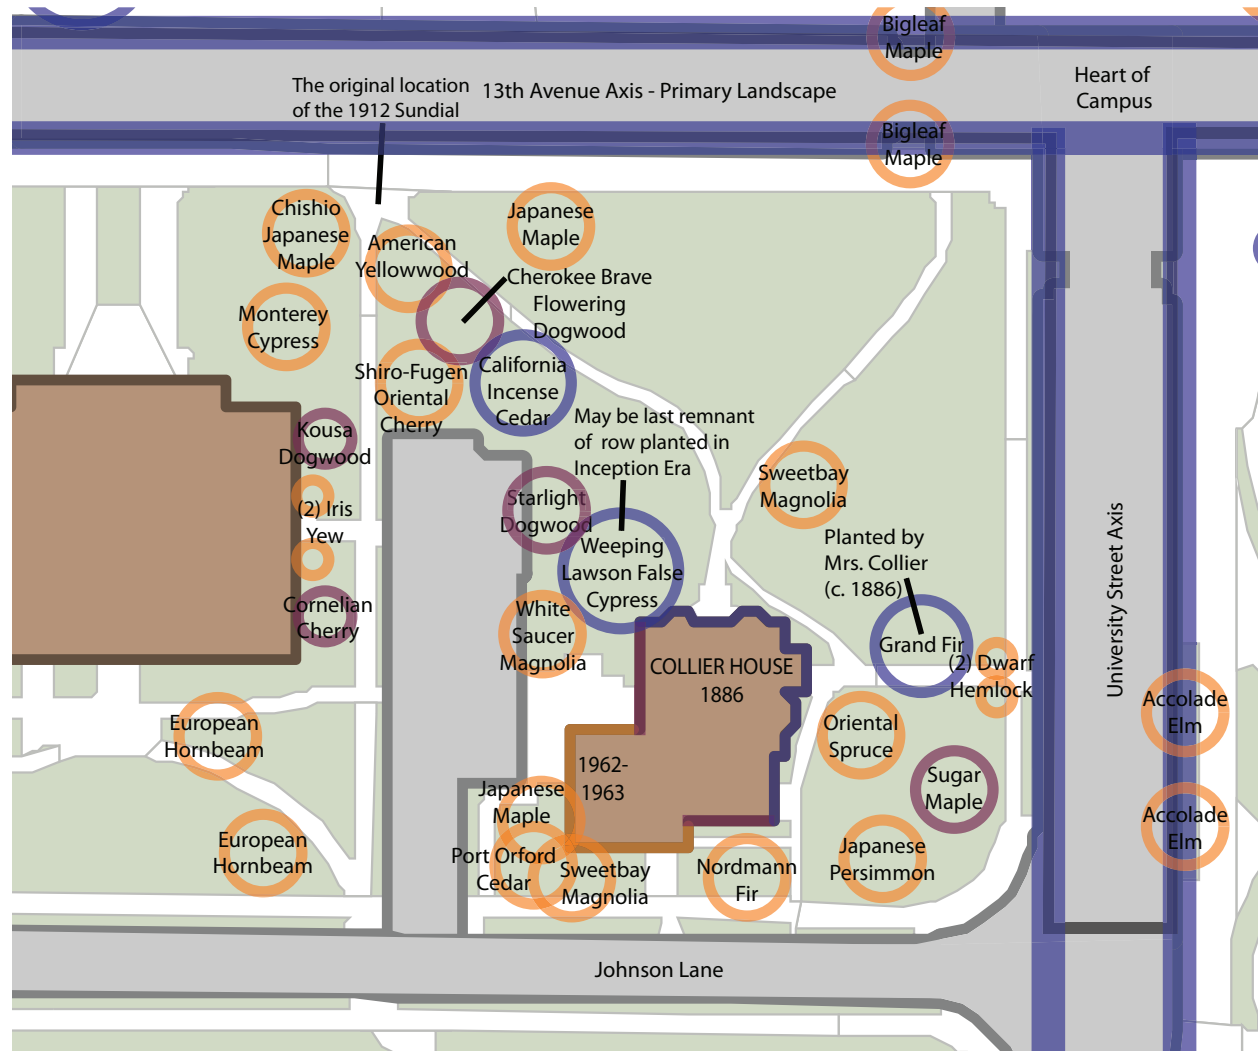 Bigleaf
Maple
The original location
of the 1912 Sundial
13th Avenue Axis - Primary Landscape
Heart of
Campus
Bigleaf
Maple
Chishio
Japanese
Maple
American
Yellowwood
Japanese
Maple
Cherokee Brave
Flowering
Dogwood
Monterey
Cypress
Shiro-Fugen
Oriental
Cherry
California
Incense
Cedar
May be last remnant
of row planted in
Inception Era
Kousa
Dogwood
(2) Iris
Yew
Cornelian
Cherry
Starlight
Dogwood
Weeping
Lawson False
Cypress
Sweetbay
Magnolia
Planted by
Mrs. Collier
(c. 1886)
Grand Fir
(2) Dwarf
Hemlock
University Street Axis
White
Saucer
Magnolia
COLLIER HOUSE
1886
1962-
1963
European
Hornbeam
Oriental
Spruce
Accolade
Elm
Sugar
Maple
Accolade
Elm
European
Hornbeam
Japanese
Maple
Port Orford
Cedar
Sweetbay
Magnolia
Nordmann
Fir
Japanese
Persimmon
Johnson Lane